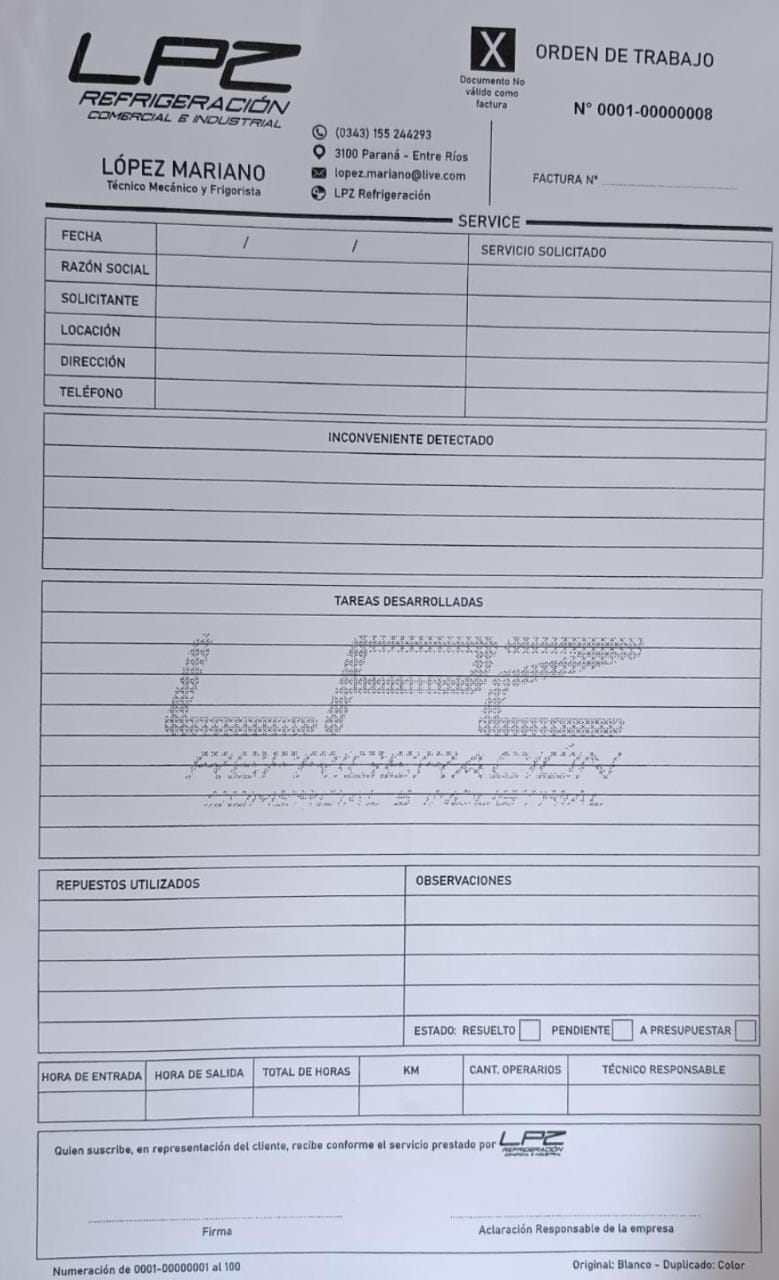 LPZ
REFRIGERACIÓN
COMERCIAL E INDUSTRIAL
LÓPEZ MARIANO
Técnico Mecánico y Frigorista
(0343) 155 244293
3100 Paraná - Entre Ríos
lopez.mariano@live.com
LPZ Refrigeración
X
Documento No
válido como
factura
ORDEN DE TRABAJO
N° 0001-00000008
FACTURA N°
SERVICE
FECHA / /
SERVICIO SOLICITADO
RAZÓN SOCIAL
SOLICITANTE
LOCACIÓN
DIRECCIÓN
TELÉFONO
INCONVENIENTE DETECTADO
TAREAS DESARROLLADAS
LPZ
REFRIGERACIÓN
COMERCIAL E INDUSTRIAL
REPUESTOS UTILIZADOS
OBSERVACIONES
ESTADO: RESUELTO PENDIENTE A PRESUPUESTAR
HORA DE ENTRADA HORA DE SALIDA TOTAL DE HORAS KM CANT. OPERARIOS TÉCNICO RESPONSABLE
Quien suscribe, en representación del cliente, recibe conforme el servicio prestado por LPZ
REFRIGERACIÓN
COMERCIAL E INDUSTRIAL
Firma
Aclaración Responsable de la empresa
Numeración de 0001-00000001 al 100
Original: Blanco - Duplicado: Color